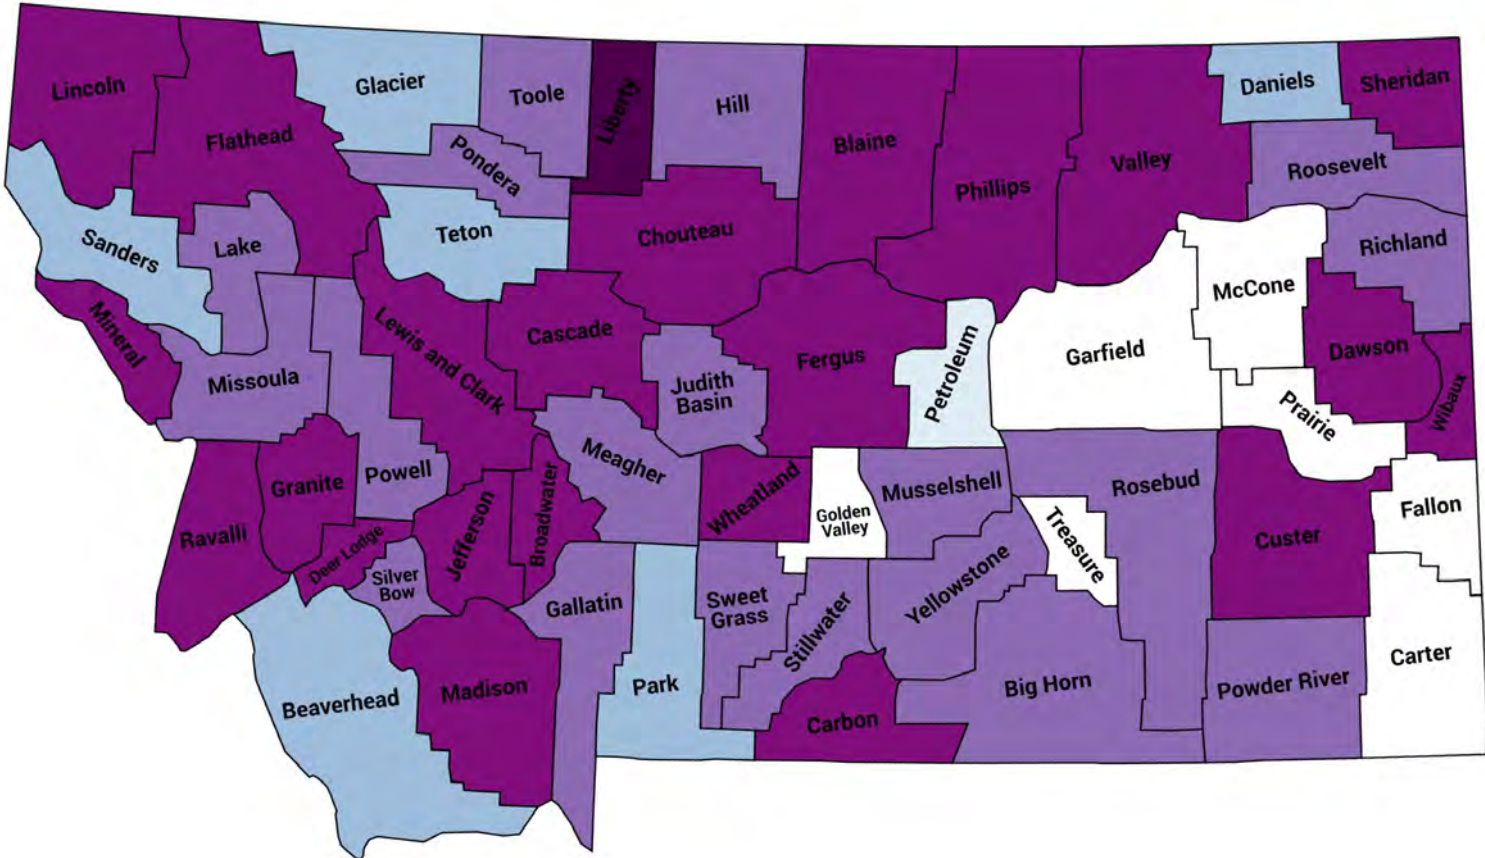 Lincoln
Flathead
Glacier
Toole
Liberty
Hill
Blaine
Phillips
Valley
Daniels
Sheridan
Roosevelt
Pondera
Teton
Chouteau
Sanders
Lake
Richland
McCone
Mineral
Missoula
Lewis and Clark
Cascade
Judith
Basin
Fergus
Petroleum
Garfield
Dawson
Wibaux
Prairie
Powell
Granite
Ravalli
Deer Lodge
Silver
Bow
Jefferson
Broadwater
Meagher
Wheatland
Golden
Valley
Musselshell
Rosebud
Treasure
Custer
Fallon
Beaverhead
Madison
Gallatin
Park
Sweet
Grass
Stillwater
Yellowstone
Carbon
Big Horn
Powder River
Carter